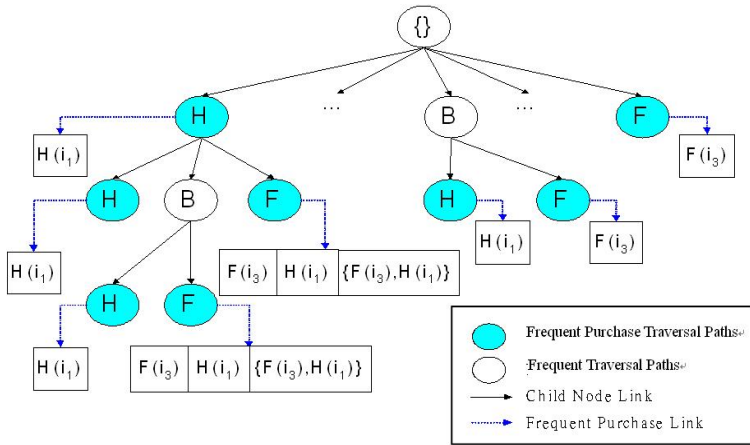 {}
H
...
B
...
F
H(i1)
F(i3)
H
B
F
H
F
H(i1)
F(i3)
H(i1)
F(i3)
H(i1)
{F(i3),H(i1)}
H
F
H(i1)
F(i3)
H(i1)
{F(i3),H(i1)}
Frequent Purchase Traversal Paths
Frequent Traversal Paths
Child Node Link
Frequent Purchase Link